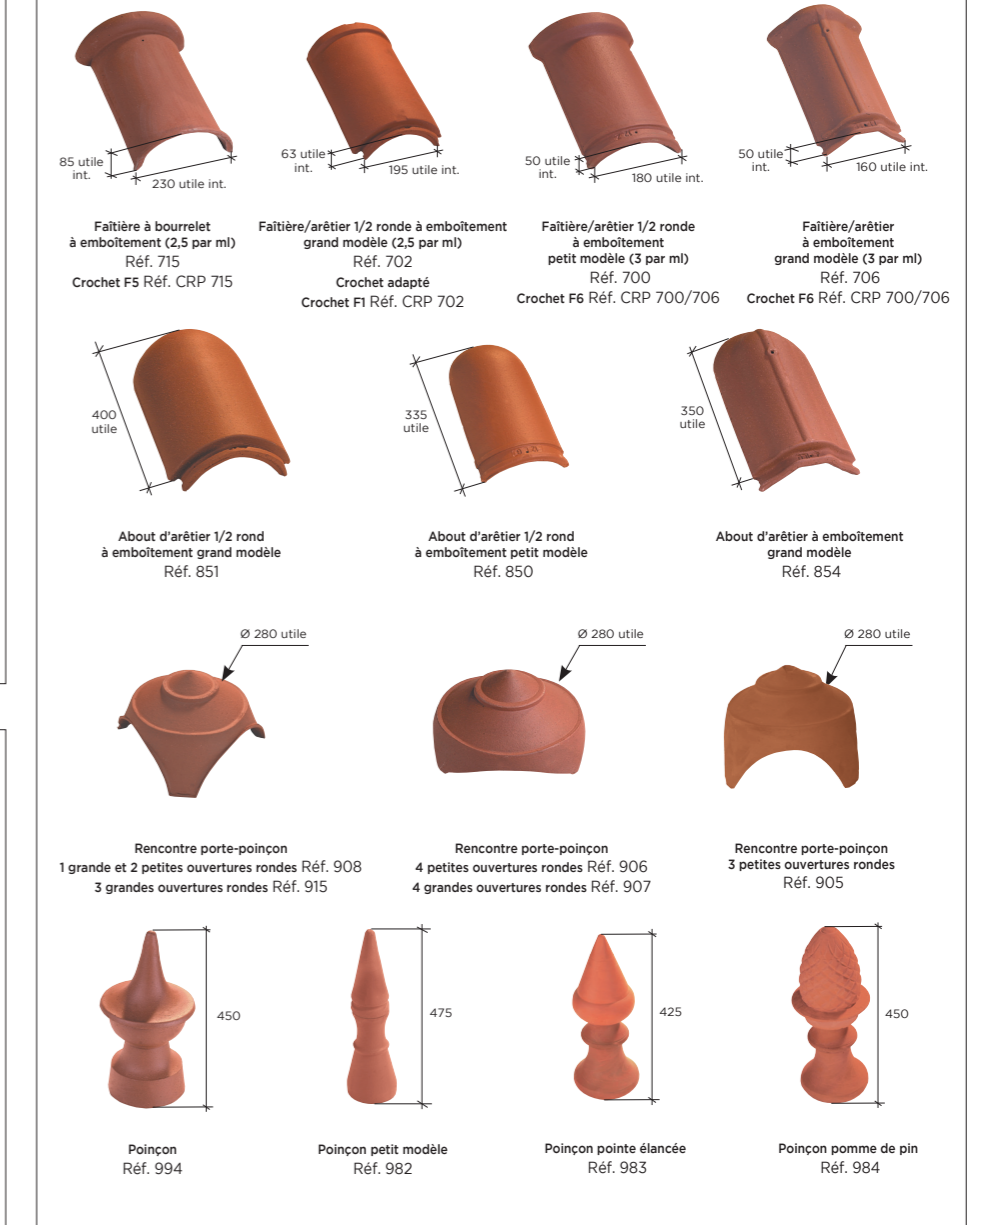 85 utile
int.
230 utile int.
63 utile
int.
195 utile int.
50 utile
int.
180 utile int.
50 utile
int.
160 utile int.
Faîtière à bourrelet
à emboîtement (2,5 par ml)
Réf. 715
Crochet F5 Réf. CRP 715
Faîtière/arêtier 1/2 ronde à emboîtement
grand modèle (2,5 par ml)
Réf. 702
Crochet adapté
Crochet F1 Réf. CRP 702
Faîtière/arêtier 1/2 ronde
à emboîtement
petit modèle (3 par ml)
Réf. 700
Crochet F6 Réf. CRP 700/706
Faîtière/arêtier
à emboîtement
grand modèle (3 par ml)
Réf. 706
Crochet F6 Réf. CRP 700/706
400
utile
335
utile
350
utile
About d'arêtier 1/2 rond
à emboîtement grand modèle
Réf. 851
About d'arêtier 1/2 rond
à emboîtement petit modèle
Réf. 850
About d'arêtier à emboîtement
grand modèle
Réf. 854
Ø 280 utile
Ø 280 utile
Ø 280 utile
Rencontre porte-poinçon
1 grande et 2 petites ouvertures rondes Réf. 908
3 grandes ouvertures rondes Réf. 915
Rencontre porte-poinçon
4 petites ouvertures rondes Réf. 906
4 grandes ouvertures rondes Réf. 907
Rencontre porte-poinçon
3 petites ouvertures rondes
Réf. 905
450
475
425
450
Poinçon
Réf. 994
Poinçon petit modèle
Réf. 982
Poinçon pointe élancée
Réf. 983
Poinçon pomme de pin
Réf. 984